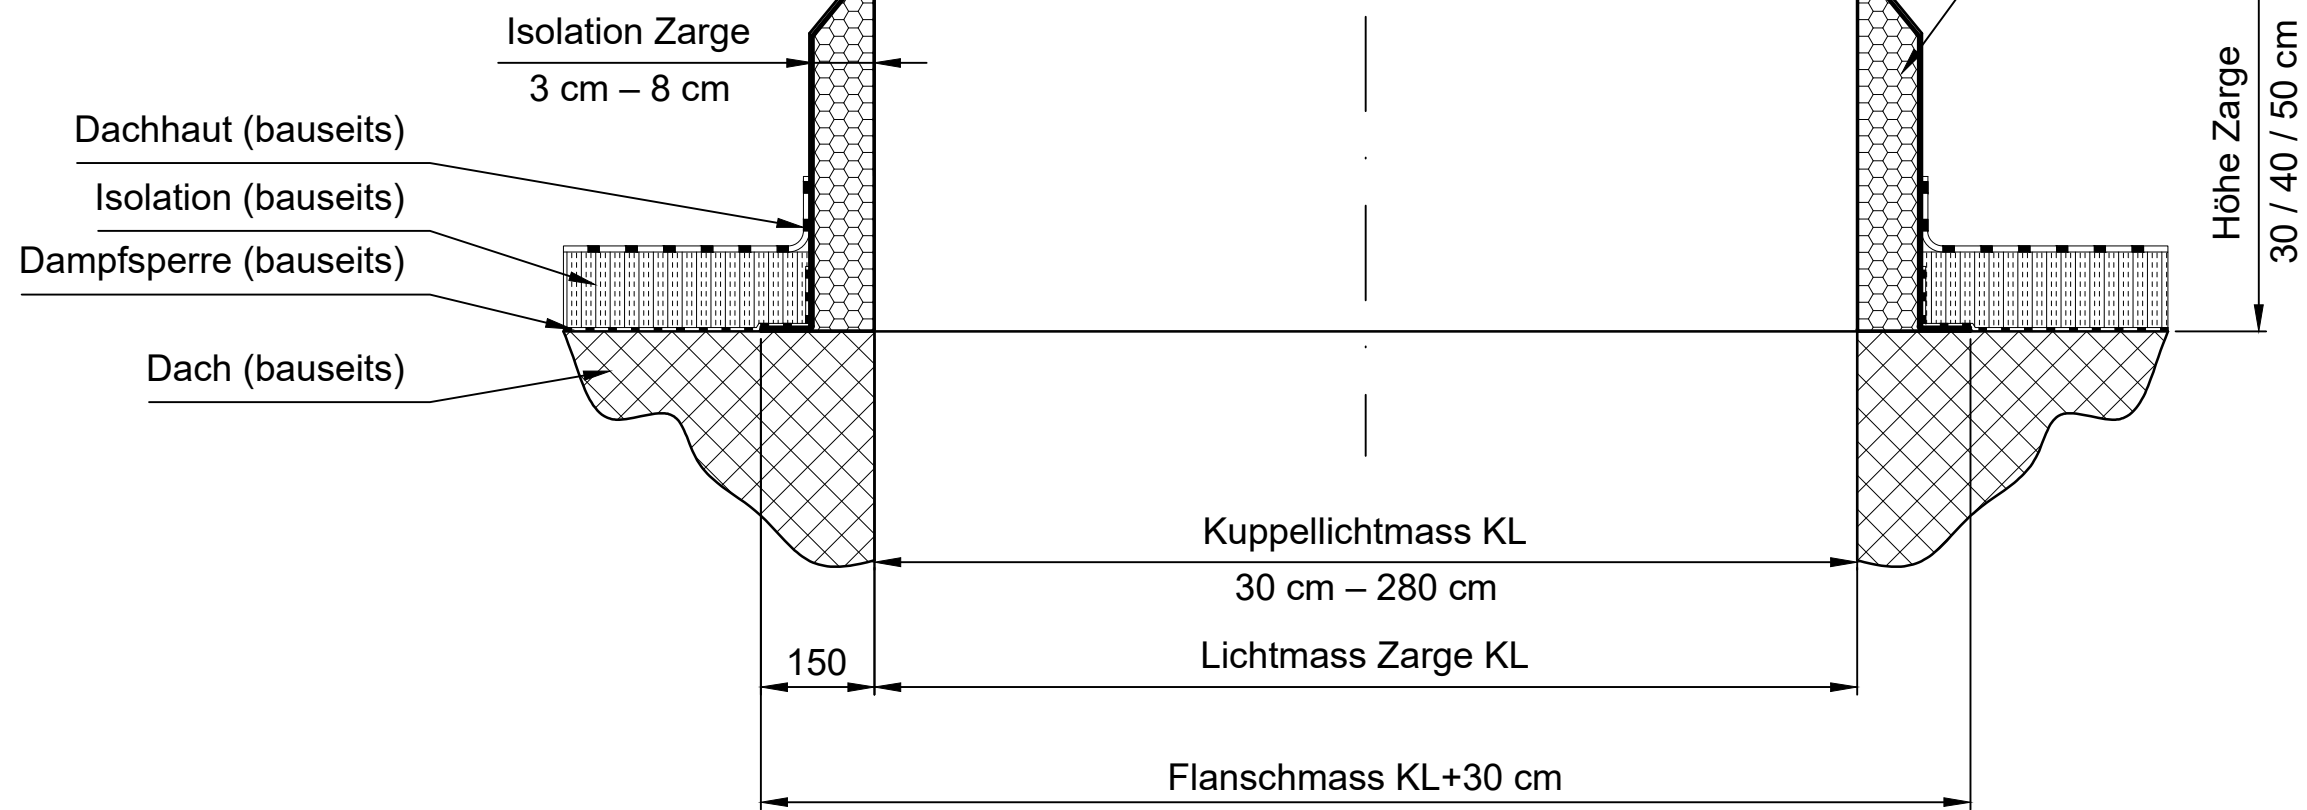 Isolation Zarge
3 cm – 8 cm
Dachhaut (bauseits)
Isolation (bauseits)
Dampfsperre (bauseits)
Dach (bauseits)
Höhe Zarge
30 / 40 / 50 cm
Kuppellichtmass KL
30 cm – 280 cm
150
Lichtmass Zarge KL
Flanschmass KL+30 cm